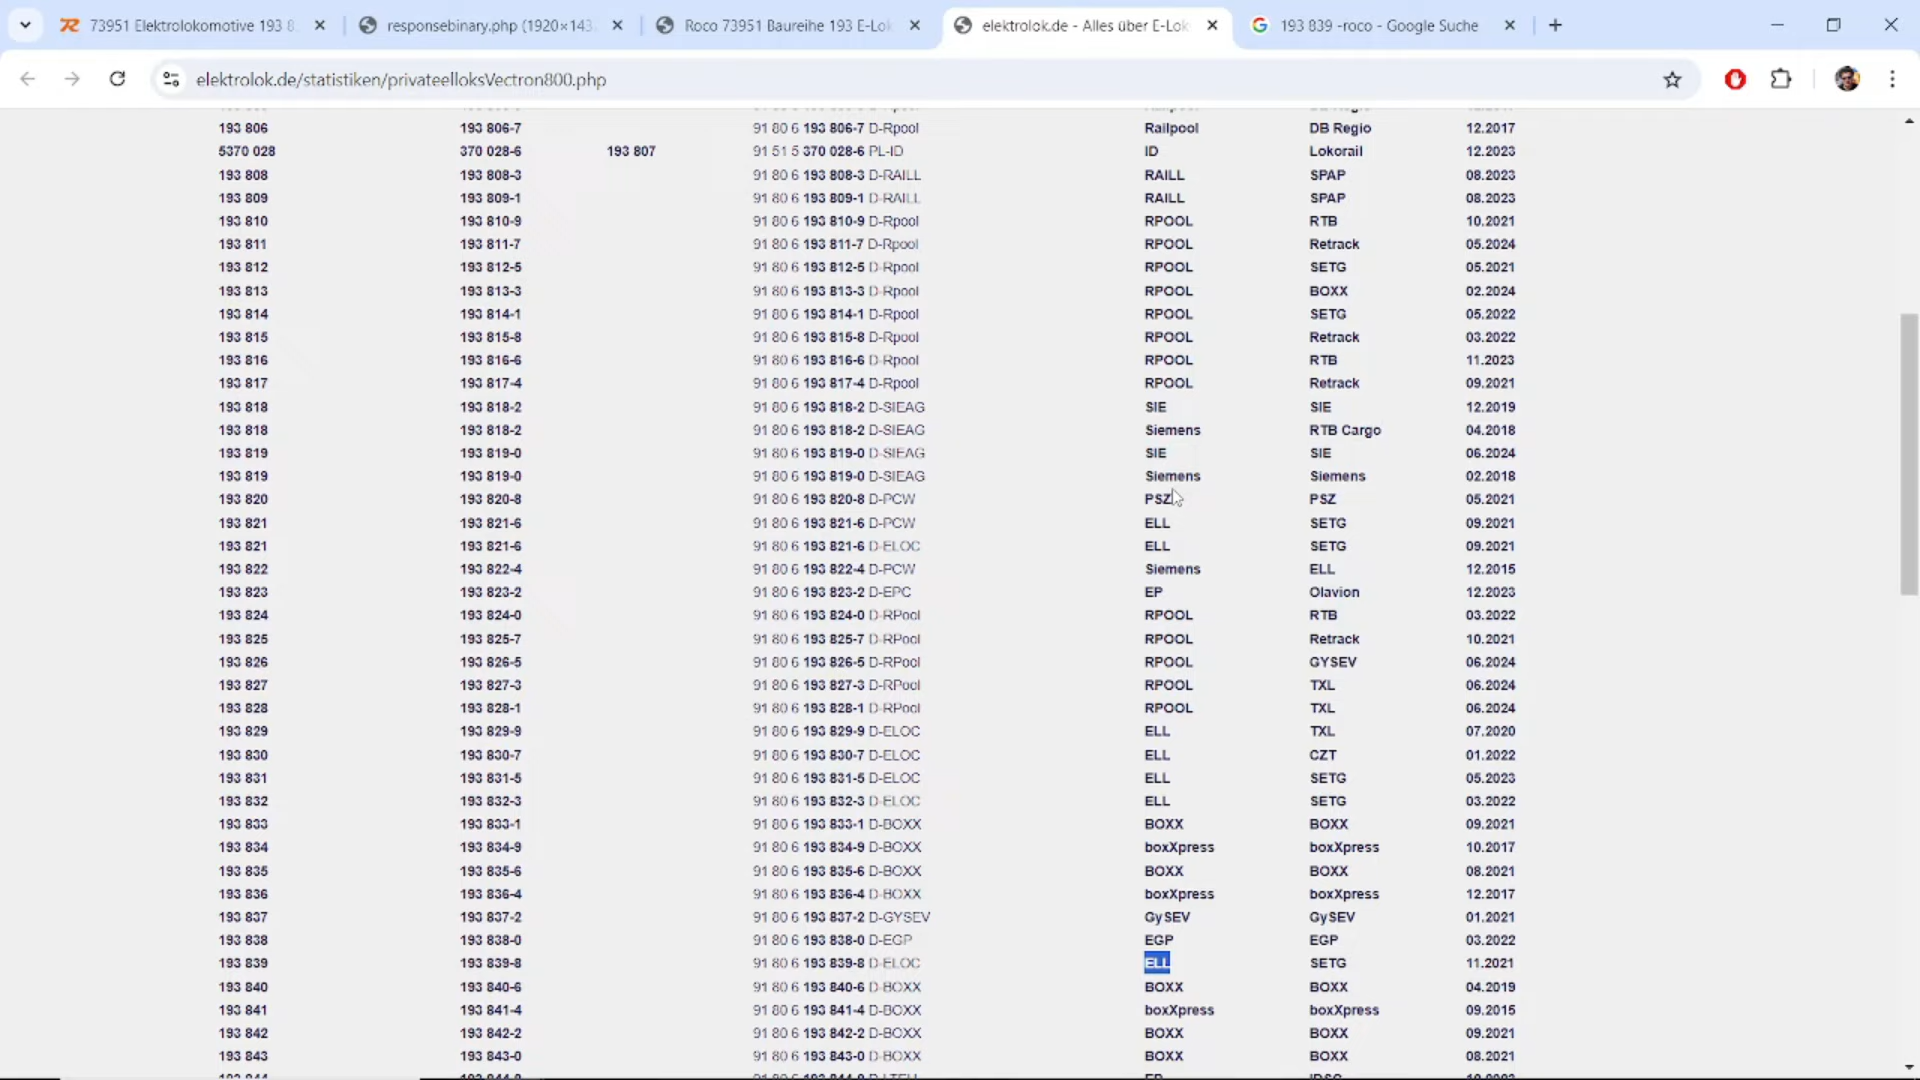 73951 Elektrolokomotive 193 8
responsebinary.php (1920×143
Roco 73951 Baureihe 193 E-Lok
elektrolok.de - Alles über E-Lok
193 839 -roco - Google Suche
elektrolok.de/statistiken/privateelloksVectron800.php
193 806 193 806-7 91 80 6 193 806-7 D-Rpool Railpool DB Regio 12.2017
5370 028 370 028-6 193 807 91 51 5 370 028-6 PL-ID ID Lokorail 12.2023
193 808 193 808-3 91 80 6 193 808-3 D-RAILL RAILL SPAP 08.2023
193 809 193 809-1 91 80 6 193 809-1 D-RAILL RAILL SPAP 08.2023
193 810 193 810-9 91 80 6 193 810-9 D-Rpool RPOOL RTB 10.2021
193 811 193 811-7 91 80 6 193 811-7 D-Rpool RPOOL Retrack 05.2024
193 812 193 812-5 91 80 6 193 812-5 D-Rpool RPOOL SETG 05.2021
193 813 193 813-3 91 80 6 193 813-3 D-Rpool RPOOL BOXX 02.2024
193 814 193 814-1 91 80 6 193 814-1 D-Rpool RPOOL SETG 05.2022
193 815 193 815-8 91 80 6 193 815-8 D-Rpool RPOOL Retrack 03.2022
193 816 193 816-6 91 80 6 193 816-6 D-Rpool RPOOL RTB 11.2023
193 817 193 817-4 91 80 6 193 817-4 D-Rpool RPOOL Retrack 09.2021
193 818 193 818-2 91 80 6 193 818-2 D-SIEAG SIE SIE 12.2019
193 818 193 818-2 91 80 6 193 818-2 D-SIEAG Siemens RTB Cargo 04.2018
193 819 193 819-0 91 80 6 193 819-0 D-SIEAG SIE SIE 06.2024
193 819 193 819-0 91 80 6 193 819-0 D-SIEAG Siemens Siemens 02.2018
193 820 193 820-8 91 80 6 193 820-8 D-PCW PSZ PSZ 05.2021
193 821 193 821-6 91 80 6 193 821-6 D-PCW ELL SETG 09.2021
193 821 193 821-6 91 80 6 193 821-6 D-ELOC ELL SETG 09.2021
193 822 193 822-4 91 80 6 193 822-4 D-PCW Siemens ELL 12.2015
193 823 193 823-2 91 80 6 193 823-2 D-EPC EP Olavion 12.2023
193 824 193 824-0 91 80 6 193 824-0 D-RPool RPOOL RTB 03.2022
193 825 193 825-7 91 80 6 193 825-7 D-RPool RPOOL Retrack 10.2021
193 826 193 826-5 91 80 6 193 826-5 D-RPool RPOOL GYSEV 06.2024
193 827 193 827-3 91 80 6 193 827-3 D-RPool RPOOL TXL 06.2024
193 828 193 828-1 91 80 6 193 828-1 D-RPool RPOOL TXL 06.2024
193 829 193 829-9 91 80 6 193 829-9 D-ELOC ELL TXL 07.2020
193 830 193 830-7 91 80 6 193 830-7 D-ELOC ELL CZT 01.2022
193 831 193 831-5 91 80 6 193 831-5 D-ELOC ELL SETG 05.2023
193 832 193 832-3 91 80 6 193 832-3 D-ELOC ELL SETG 03.2022
193 833 193 833-1 91 80 6 193 833-1 D-BOXX BOXX BOXX 09.2021
193 834 193 834-9 91 80 6 193 834-9 D-BOXX boxXpress boxXpress 10.2017
193 835 193 835-6 91 80 6 193 835-6 D-BOXX BOXX BOXX 08.2021
193 836 193 836-4 91 80 6 193 836-4 D-BOXX boxXpress boxXpress 12.2017
193 837 193 837-2 91 80 6 193 837-2 D-GYSEV GySEV GySEV 01.2021
193 838 193 838-0 91 80 6 193 838-0 D-EGP EGP EGP 03.2022
193 839 193 839-8 91 80 6 193 839-8 D-ELOC ELL SETG 11.2021
193 840 193 840-6 91 80 6 193 840-6 D-BOXX BOXX BOXX 04.2019
193 841 193 841-4 91 80 6 193 841-4 D-BOXX boxXpress boxXpress 09.2015
193 842 193 842-2 91 80 6 193 842-2 D-BOXX BOXX BOXX 09.2021
193 843 193 843-0 91 80 6 193 843-0 D-BOXX BOXX BOXX 08.2021